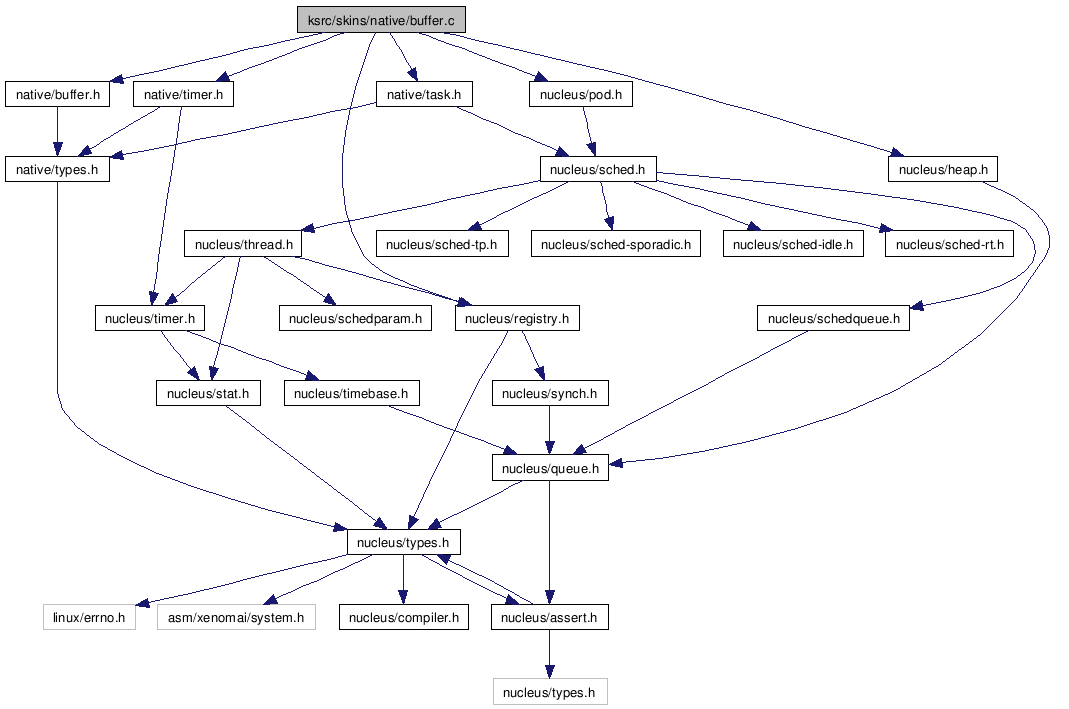 ksrc/skins/native/buffer.c
native/buffer.h
native/timer.h
native/task.h
nucleus/pod.h
native/types.h
nucleus/sched.h
nucleus/heap.h
nucleus/thread.h
nucleus/sched-tp.h
nucleus/sched-sporadic.h
nucleus/sched-idle.h
nucleus/sched-rt.h
nucleus/timer.h
nucleus/schedparam.h
nucleus/registry.h
nucleus/schedqueue.h
nucleus/stat.h
nucleus/timebase.h
nucleus/synch.h
nucleus/queue.h
nucleus/types.h
linux/errno.h
asm/xenomai/system.h
nucleus/compiler.h
nucleus/assert.h
nucleus/types.h